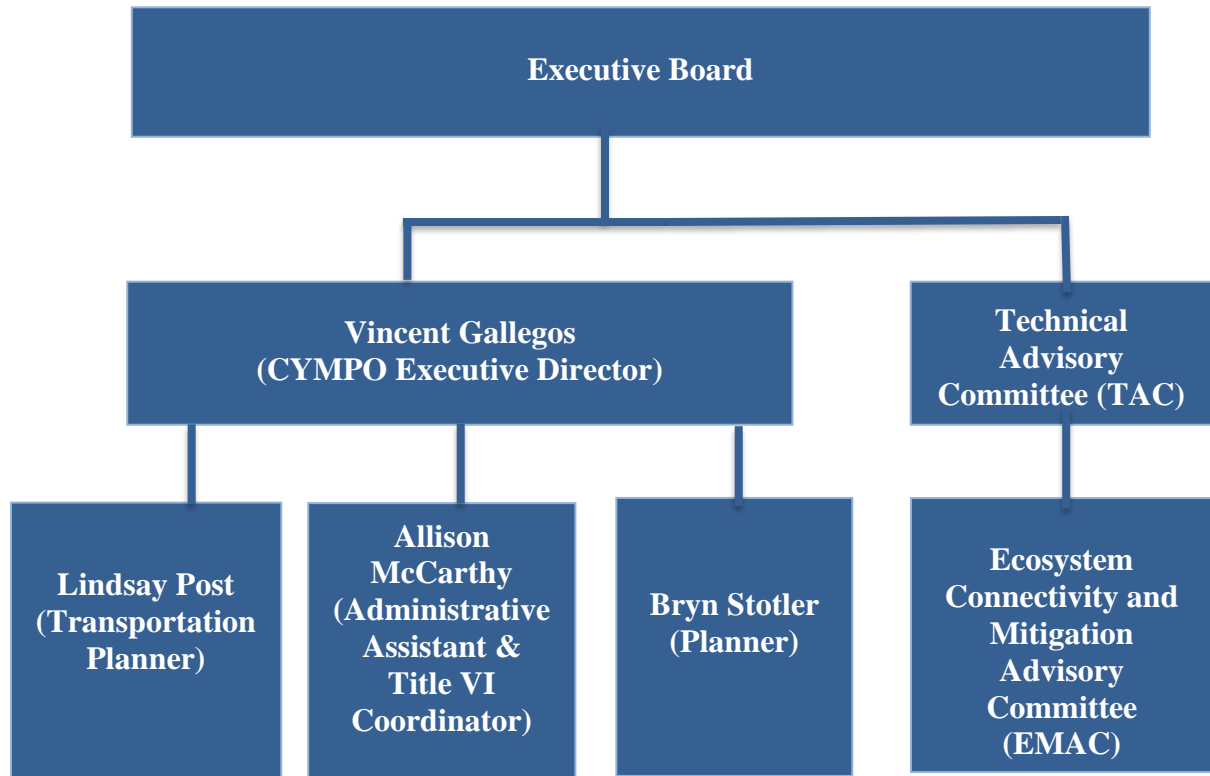 Executive Board
Vincent Gallegos
(CYMPO Executive Director)
Technical
Advisory
Committee (TAC)
Lindsay Post
(Transportation
Planner)
Allison
McCarthy
(Administrative
Assistant &
Title VI
Coordinator)
Bryn Stotler
(Planner)
Ecosystem
Connectivity and
Mitigation
Advisory
Committee
(EMAC)